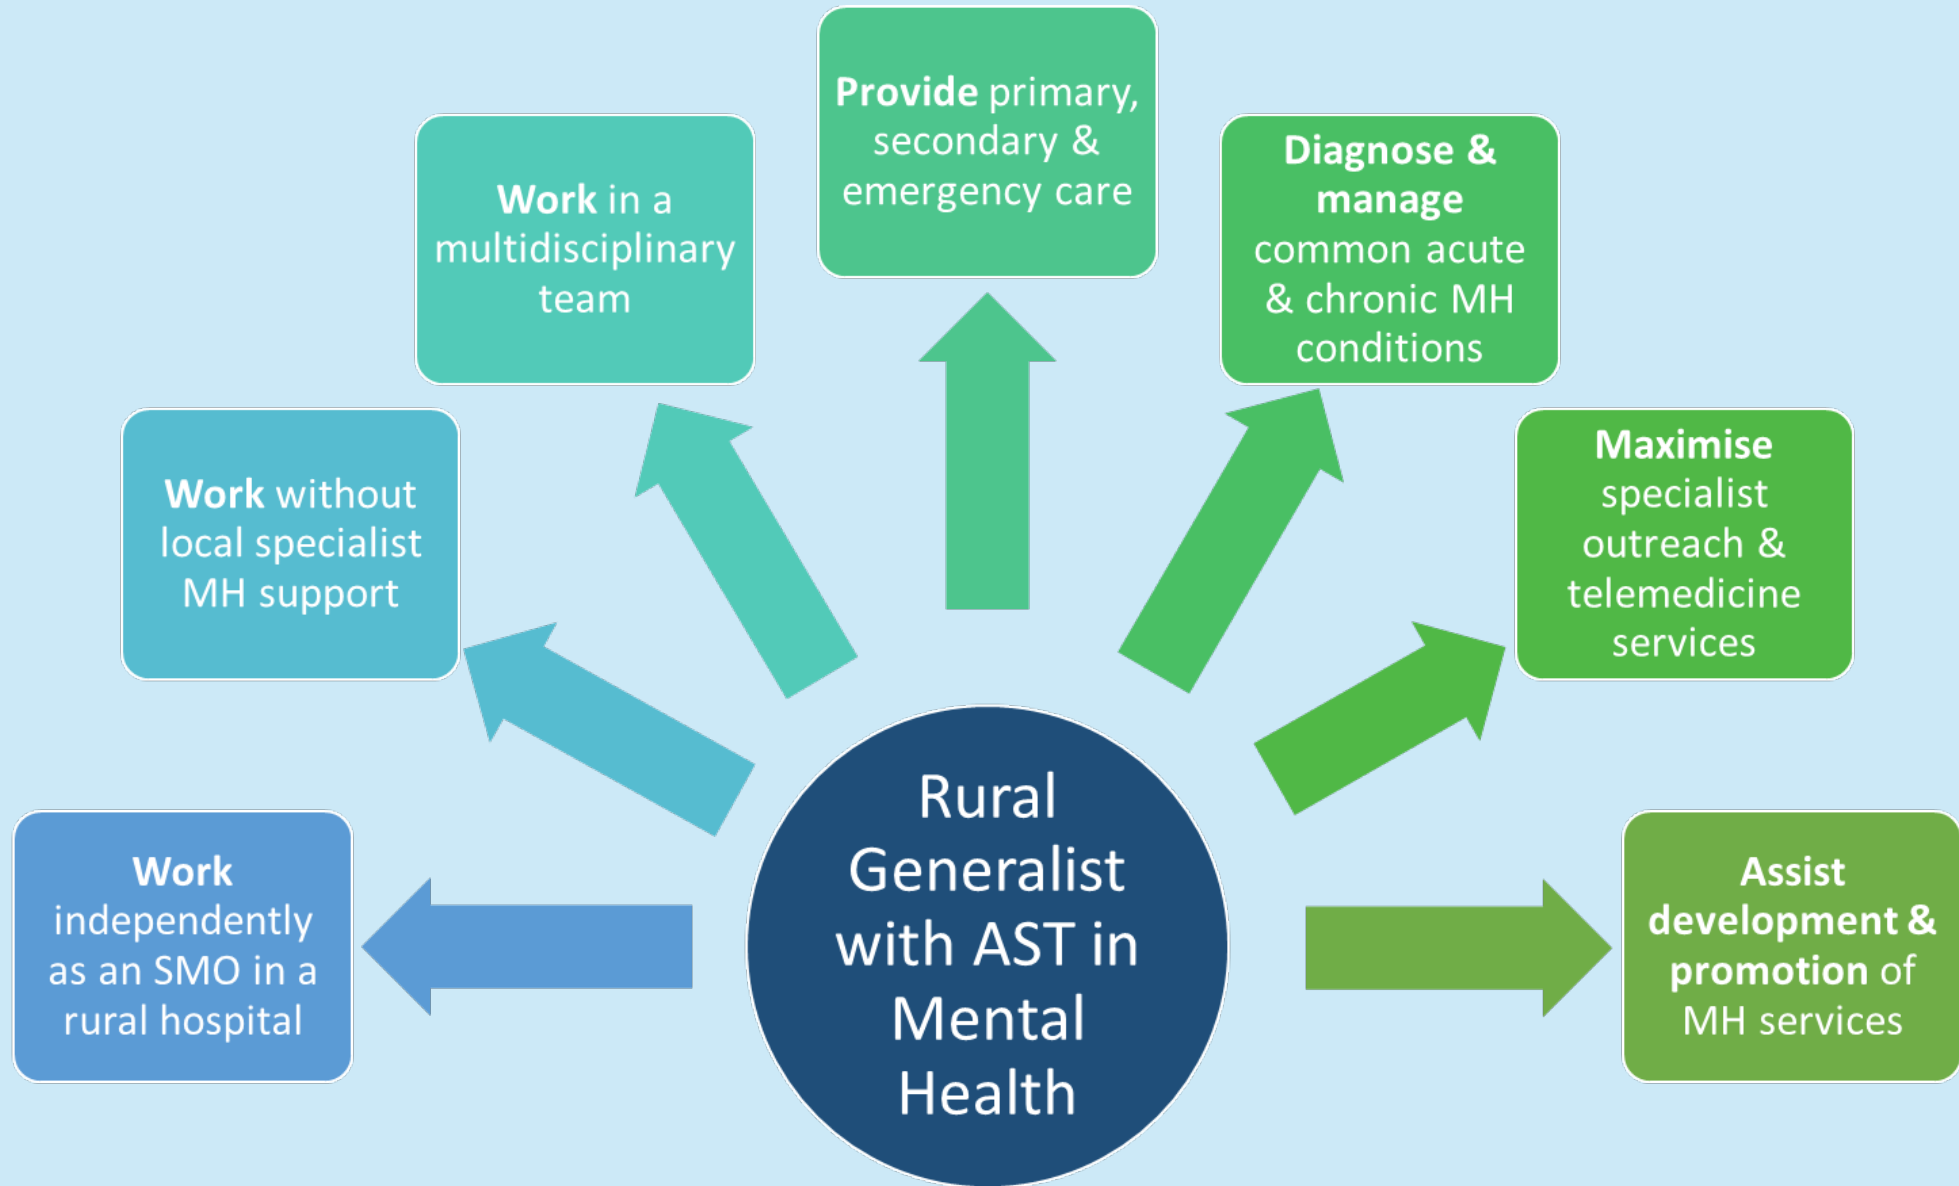 Provide primary,
secondary &
emergency care
Work in a
multidisciplinary
team
Diagnose &
manage
common acute
& chronic MH
conditions
Work without
local specialist
MH support
Maximise
specialist
outreach &
telemedicine
services
Work
independently
as an SMO in a
rural hospital
Rural
Generalist
with AST in
Mental
Health
Assist
development &
promotion of
MH services